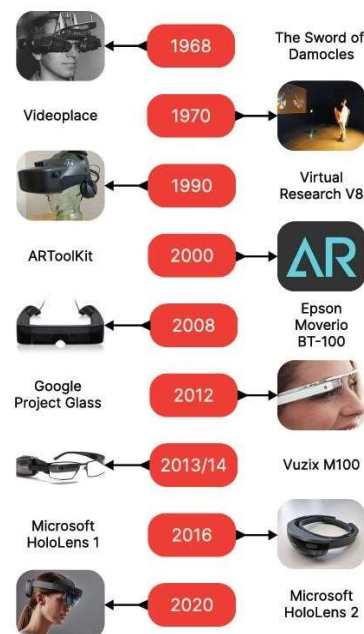 1968
The Sword of
Damocles
Videoplace
1970
1990
Virtual
Research V8
ARToolKit
2000
AR
2008
Epson
Moverio
BT-100
Google
Project Glass
2012
2013/14
Vuzix M100
Microsoft
HoloLens 1
2016
2020
Microsoft
HoloLens 2